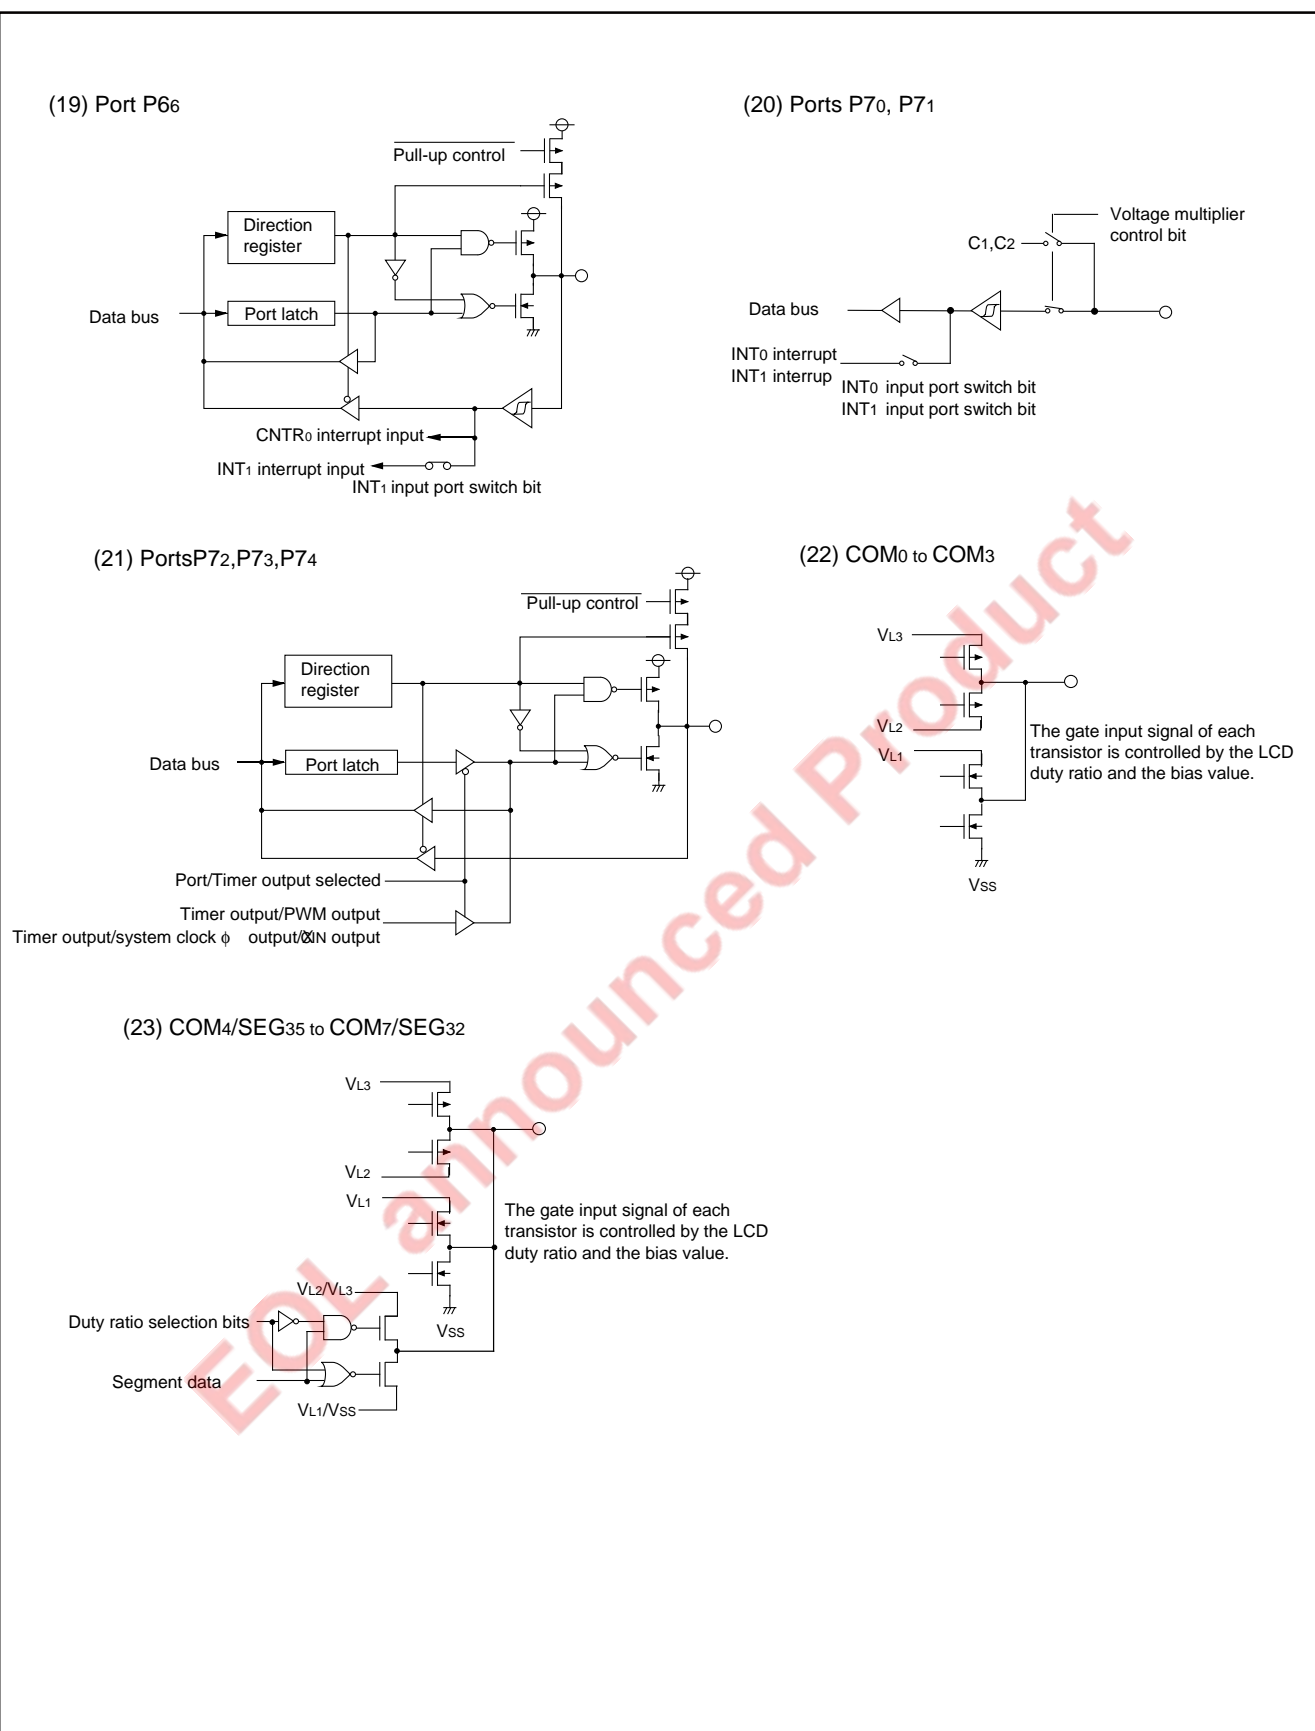 (19) Port P66
(20) Ports P70, P71
Pull-up control
Direction
register
Port latch
Data bus
CNTR0 interrupt input
INT1 interrupt input
INT1 input port switch bit
Voltage multiplier
control bit
C1,C2
Data bus
INT0 interrupt
INT1 interrup
INT0 input port switch bit
INT1 input port switch bit
(21) PortsP72,P73,P74
(22) COM0 to COM3
Pull-up control
Direction
register
Port latch
Data bus
Port/Timer output selected
Timer output/PWM output
Timer output/system clock ϕ output/XIN output
VL3
VL2
VL1
VSS
The gate input signal of each
transistor is controlled by the LCD
duty ratio and the bias value.
(23) COM4/SEG35 to COM7/SEG32
VL3
VL2
VL1
The gate input signal of each
transistor is controlled by the LCD
duty ratio and the bias value.
VL2/VL3
VSS
Duty ratio selection bits
Segment data
VL1/VSS
EOL announced Product